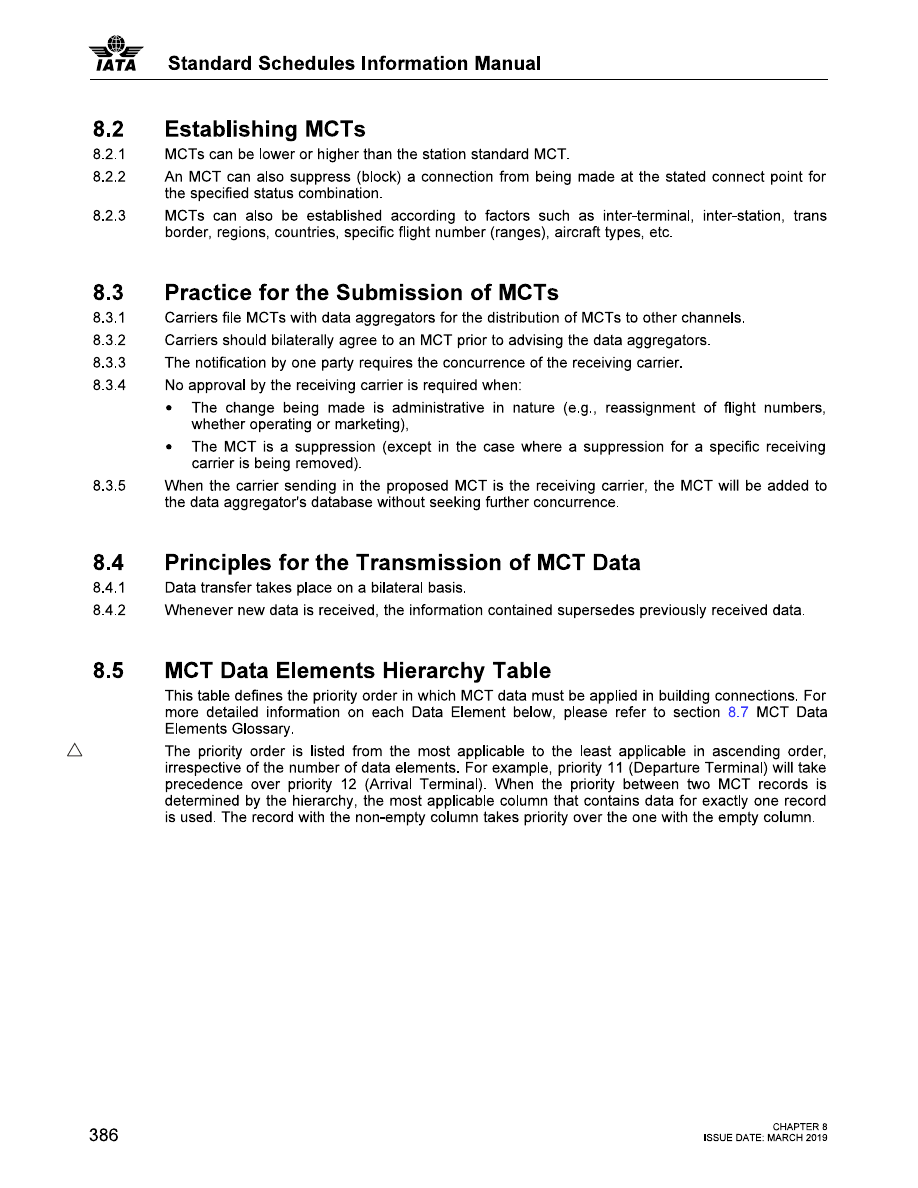 IATA
Standard Schedules Information Manual
8.2 Establishing MCTs
8.2.1 MCTs can be lower or higher than the station standard MCT.
8.2.2 An MCT can also suppress (block) a connection from being made at the stated connect point for
the specified status combination.
8.2.3 MCTs can also be established according to factors such as inter-terminal, inter-station, trans
border, regions, countries, specific flight number (ranges), aircraft types, etc.
8.3 Practice for the Submission of MCTs
8.3.1 Carriers file MCTs with data aggregators for the distribution of MCTs to other channels.
8.3.2 Carriers should bilaterally agree to an MCT prior to advising the data aggregators.
8.3.3 The notification by one party requires the concurrence of the receiving carrier.
8.3.4 No approval by the receiving carrier is required when:
• The change being made is administrative in nature (e.g., reassignment of flight numbers,
whether operating or marketing),
• The MCT is a suppression (except in the case where a suppression for a specific receiving
carrier is being removed).
8.3.5 When the carrier sending in the proposed MCT is the receiving carrier, the MCT will be added to
the data aggregator's database without seeking further concurrence.
8.4 Principles for the Transmission of MCT Data
8.4.1 Data transfer takes place on a bilateral basis.
8.4.2 Whenever new data is received, the information contained supersedes previously received data.
8.5 MCT Data Elements Hierarchy Table
This table defines the priority order in which MCT data must be applied in building connections. For
more detailed information on each Data Element below, please refer to section 8.7 MCT Data
Elements Glossary.
△ The priority order is listed from the most applicable to the least applicable in ascending order,
irrespective of the number of data elements. For example, priority 11 (Departure Terminal) will take
precedence over priority 12 (Arrival Terminal). When the priority between two MCT records is
determined by the hierarchy, the most applicable column that contains data for exactly one record
is used. The record with the non-empty column takes priority over the one with the empty column.
386
CHAPTER 8
ISSUE DATE: MARCH 2019